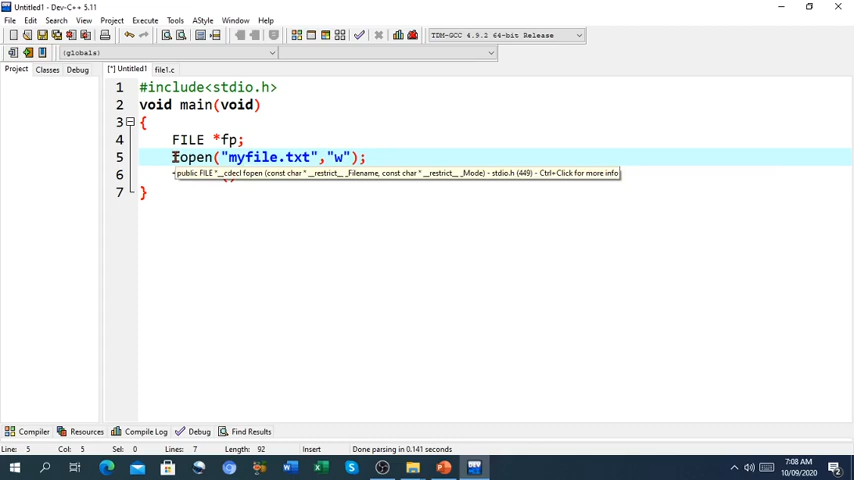 Untitled1 - Dev-C++ 5.11
File Edit Search View Project Execute Tools AStyle Window Help
TDM-GCC 4.9.2 64-bit Release
(globals)
Project Classes Debug [*] Untitled1 file1.c
1 #include<stdio.h>
2 void main(void)
3 {
4 FILE *fp;
5 fopen("myfile.txt","w");
public FILE *__cdecl fopen (const char * __restrict__ _Filename, const char * __restrict__ _Mode) - stdio.h (449) - Ctrl+Click for more info
6
7 }
Compiler Resources Compile Log Debug Find Results
Line: 5 Col: 5 Sel: 0 Lines: 7 Length: 92 Insert Done parsing in 0.141 seconds
7:08 AM
10/09/2020